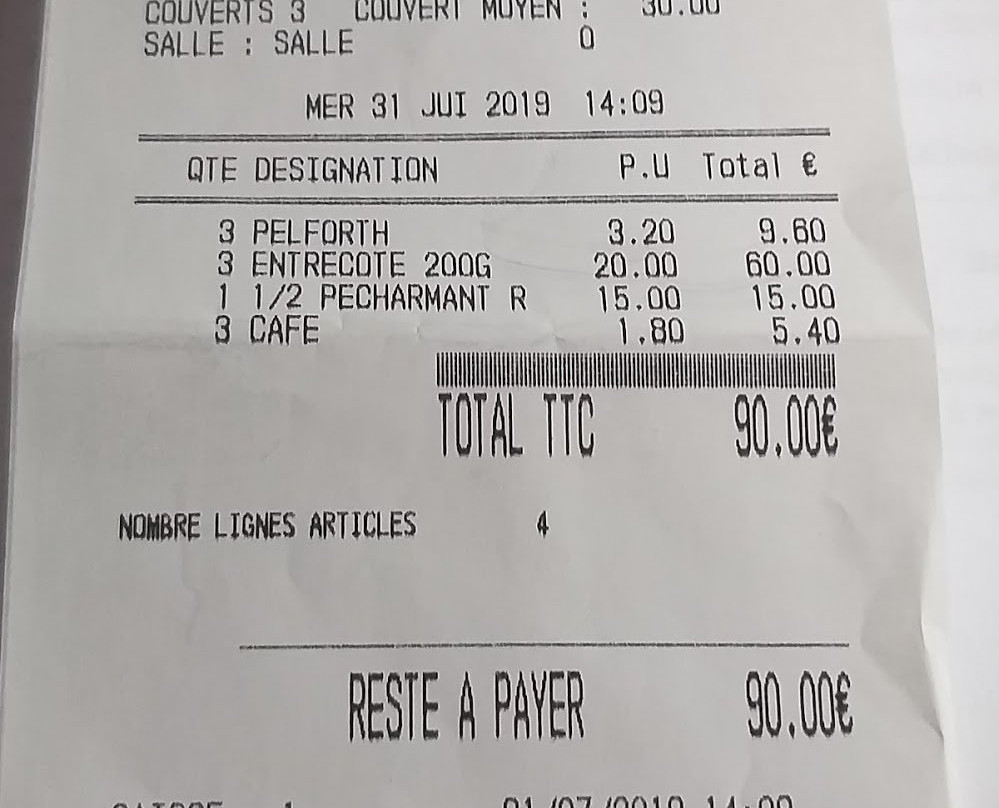 COUVERTS 3 COUVERT MOYEN : 30.00
SALLE : SALLE 0
MER 31 JUI 2019 14:09
QTE DESIGNATION P.U Total €
3 PELFORTH 3.20 9.60
3 ENTRECOTE 200G 20.00 60.00
1 1/2 PECHARMANT R 15.00 15.00
3 CAFE 1.80 5.40
TOTAL TTC 90.00€
NOMBRE LIGNES ARTICLES 4
RESTE A PAYER 90.00€